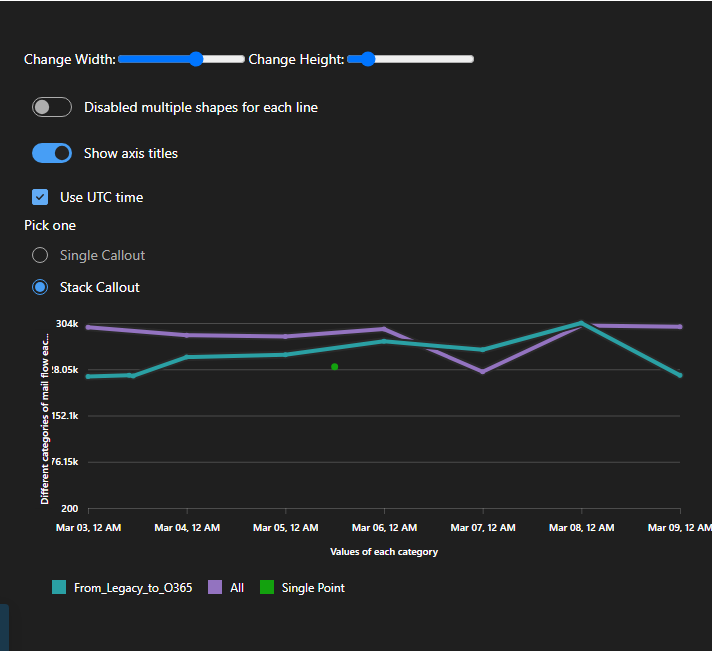 Change Width: Change Height:
Disabled multiple shapes for each line
Show axis titles
Use UTC time
Pick one
Single Callout
Stack Callout
Different categories of mail flow eac...
304k
8.05k
152.1k
76.15k
200
Mar 03, 12 AM Mar 04, 12 AM Mar 05, 12 AM Mar 06, 12 AM Mar 07, 12 AM Mar 08, 12 AM Mar 09, 12 AM
Values of each category
From_Legacy_to_O365 All Single Point